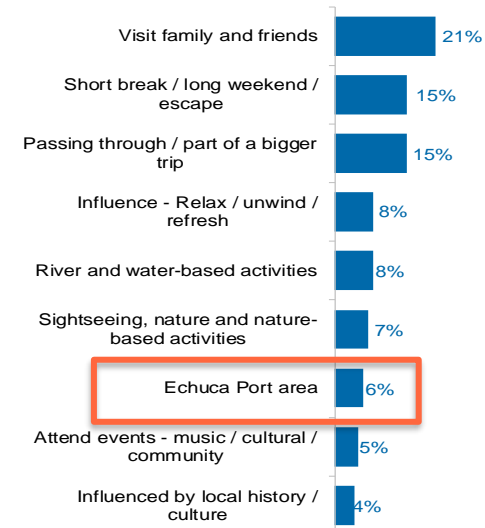 Visit family and friends 21%
Short break / long weekend /
escape 15%
Passing through / part of a bigger
trip 15%
Influence - Relax / unwind /
refresh 8%
River and water-based activities 8%
Sightseeing, nature and nature-
based activities 7%
Echuca Port area 6%
Attend events - music / cultural /
community 5%
Influenced by local history /
culture 4%